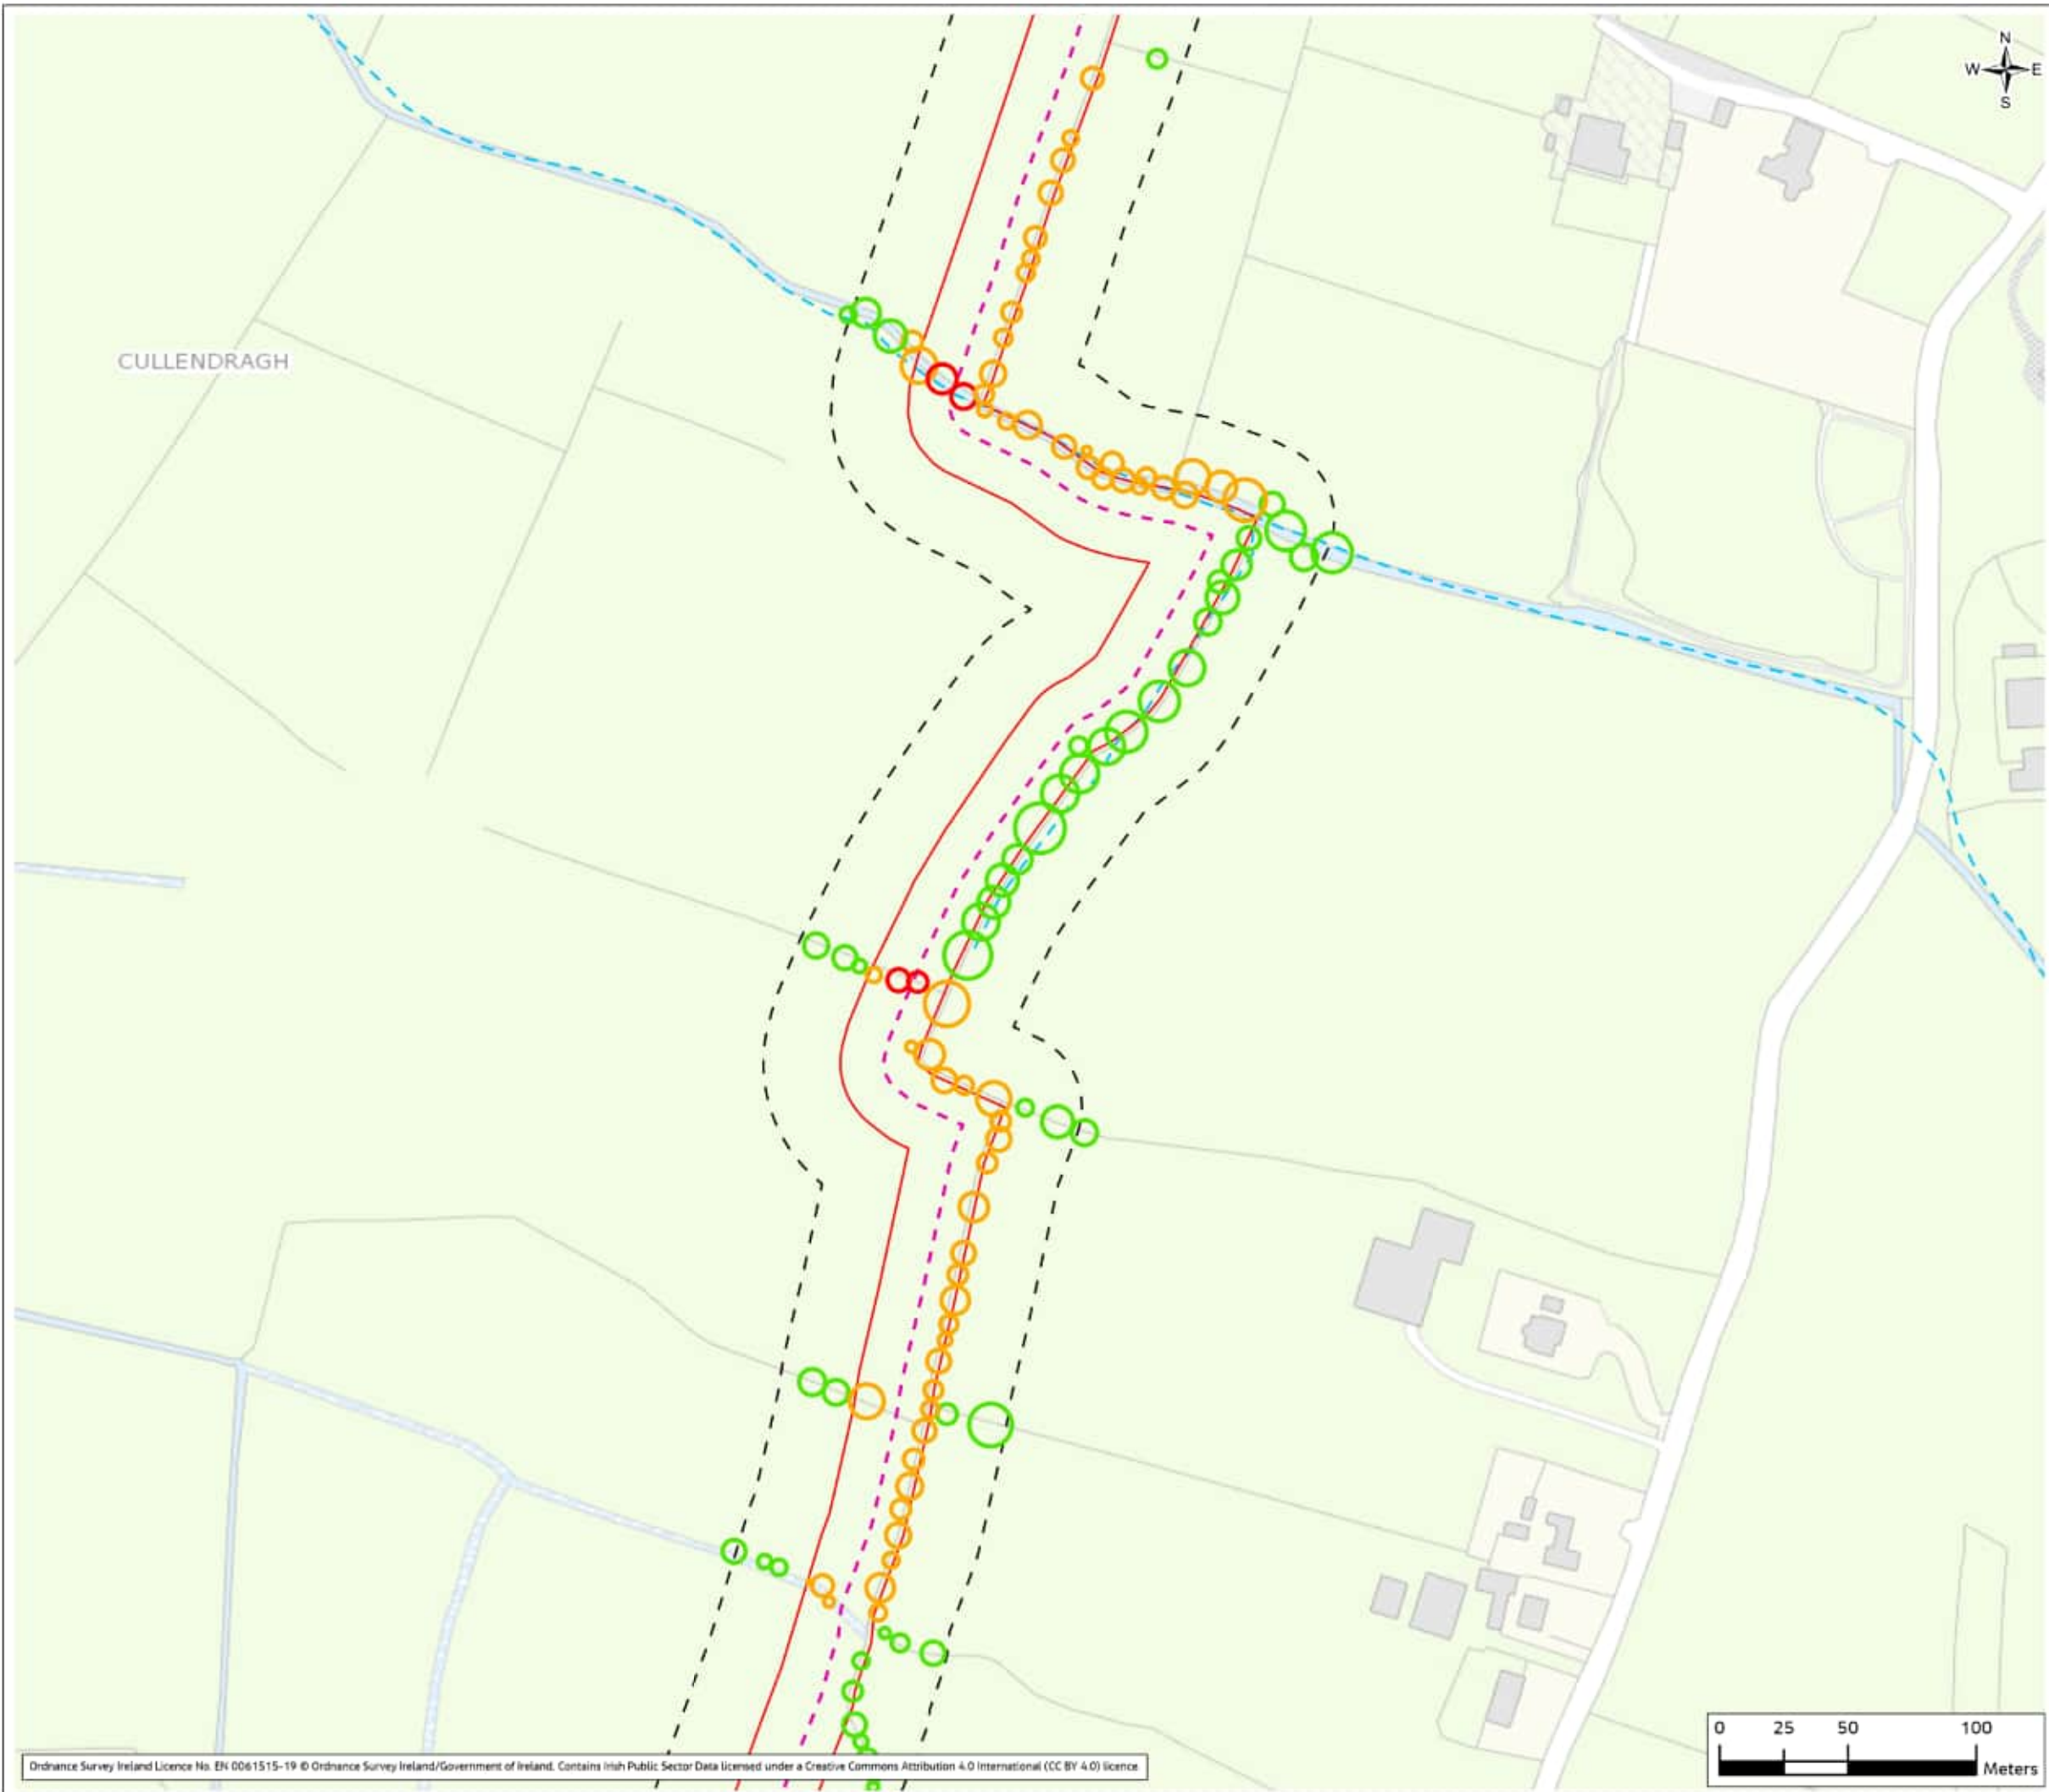 N
W E
S
CULLENDRAGH
0 25 50 100
Meters
Ordnance Survey Ireland Licence No. EN 0061515-19 © Ordnance Survey Ireland/Government of Ireland. Contains Irish Public Sector Data licensed under a Creative Commons Attribution 4.0 International (CC BY 4.0) licence